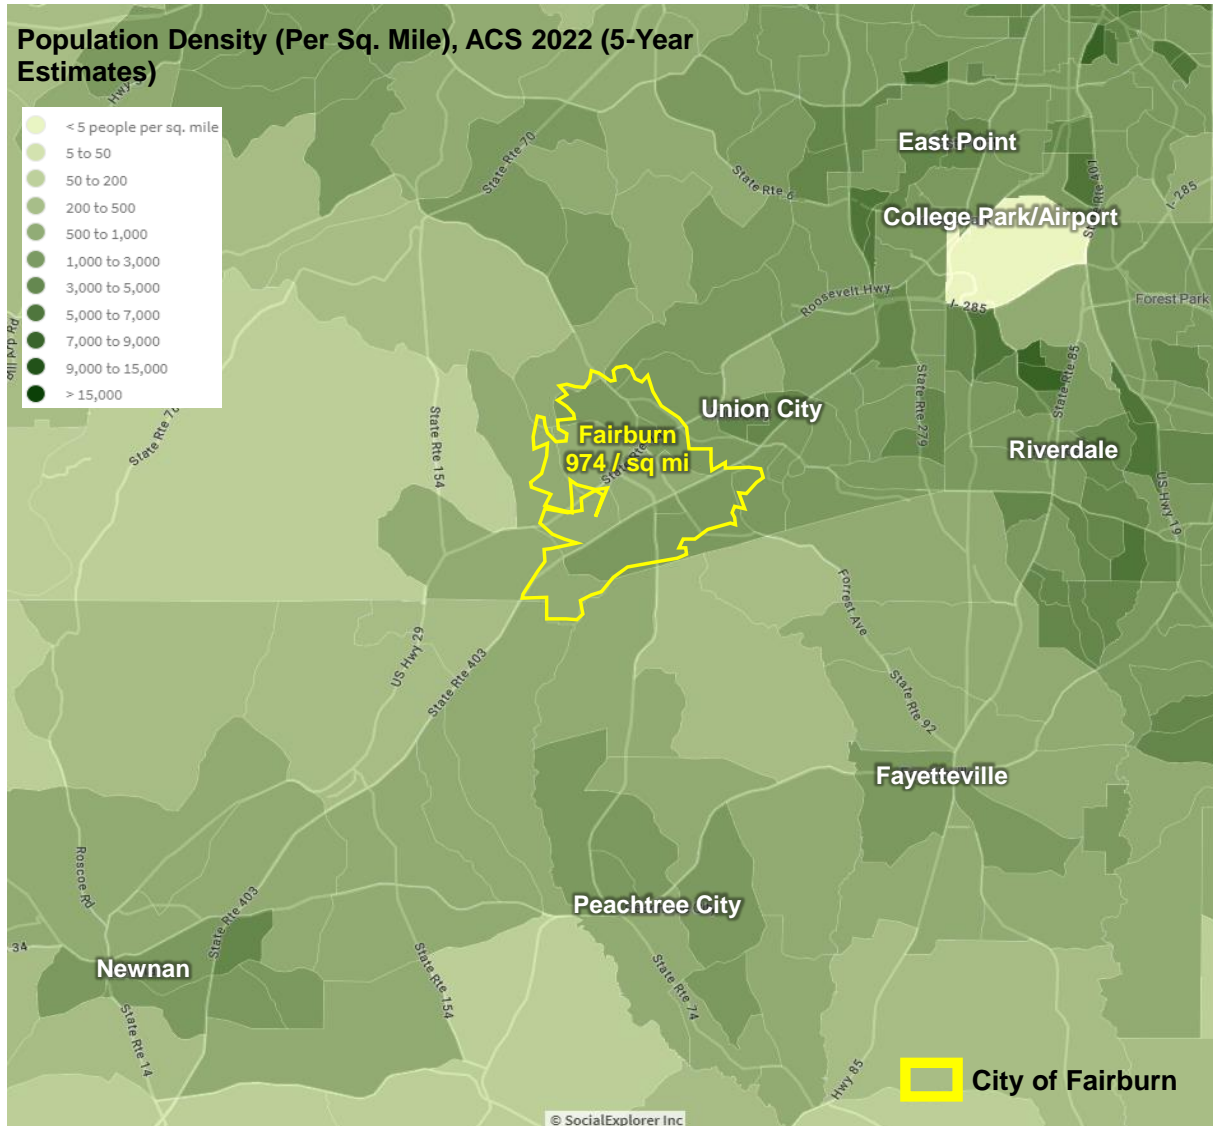 Population Density (Per Sq. Mile), ACS 2022 (5-Year
Estimates)
< 5 people per sq. mile
5 to 50
50 to 200
200 to 500
500 to 1,000
1,000 to 3,000
3,000 to 5,000
5,000 to 7,000
7,000 to 9,000
9,000 to 15,000
> 15,000
State Rte 70
State Rte 6
East Point
College Park/Airport
I-285
Roosevelt Hwy
I-285
Forest Park
State Rte 85
State Rte 279
State Rte 154
Union City
Fairburn
974 / sq mi
Riverdale
US Hwy 19
Forrest Ave
US Hwy 29
State Rte 403
State Rte 92
Fayetteville
Roscoe Rd
State Rte 403
Peachtree City
34
Newnan
State Rte 154
State Rte 74
State Rte 14
Hwy 85
City of Fairburn
© SocialExplorer Inc